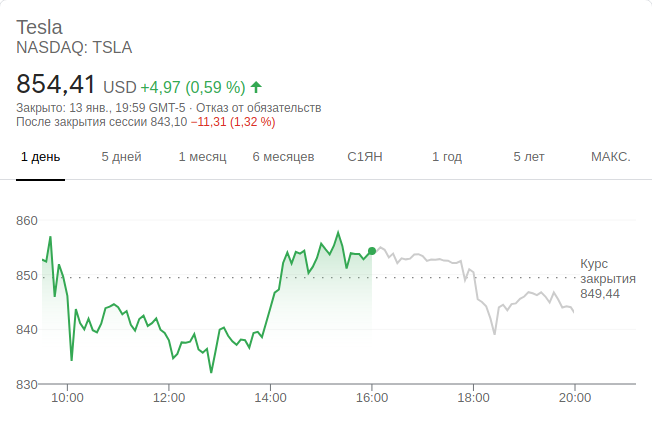 Tesla
NASDAQ: TSLA
854,41 USD +4,97 (0,59 %)
Закрыто: 13 янв., 19:59 GMT-5 · Отказ от обязательств
После закрытия сессии 843,10 −11,31 (1,32 %)
1 день 5 дней 1 месяц 6 месяцев С1ЯН 1 год 5 лет МАКС.
860
850
840
830
Курс
закрытия
849,44
10:00 12:00 14:00 16:00 18:00 20:00